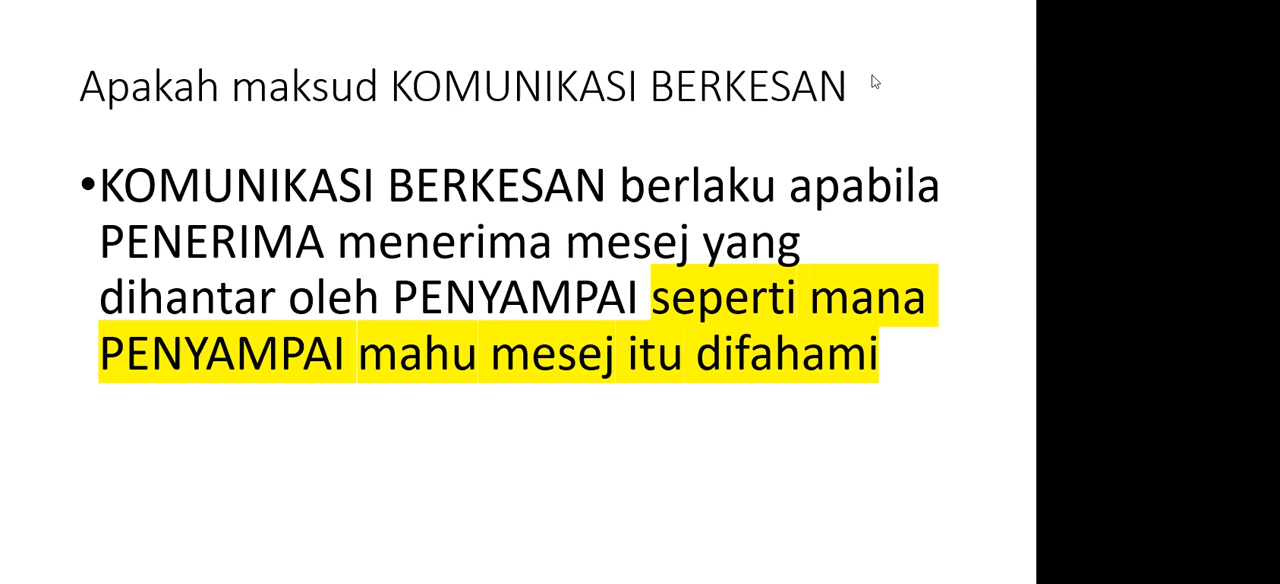 Apakah maksud KOMUNIKASI BERKESAN
•KOMUNIKASI BERKESAN berlaku apabila
PENERIMA menerima mesej yang
dihantar oleh PENYAMPAI seperti mana
PENYAMPAI mahu mesej itu difahami